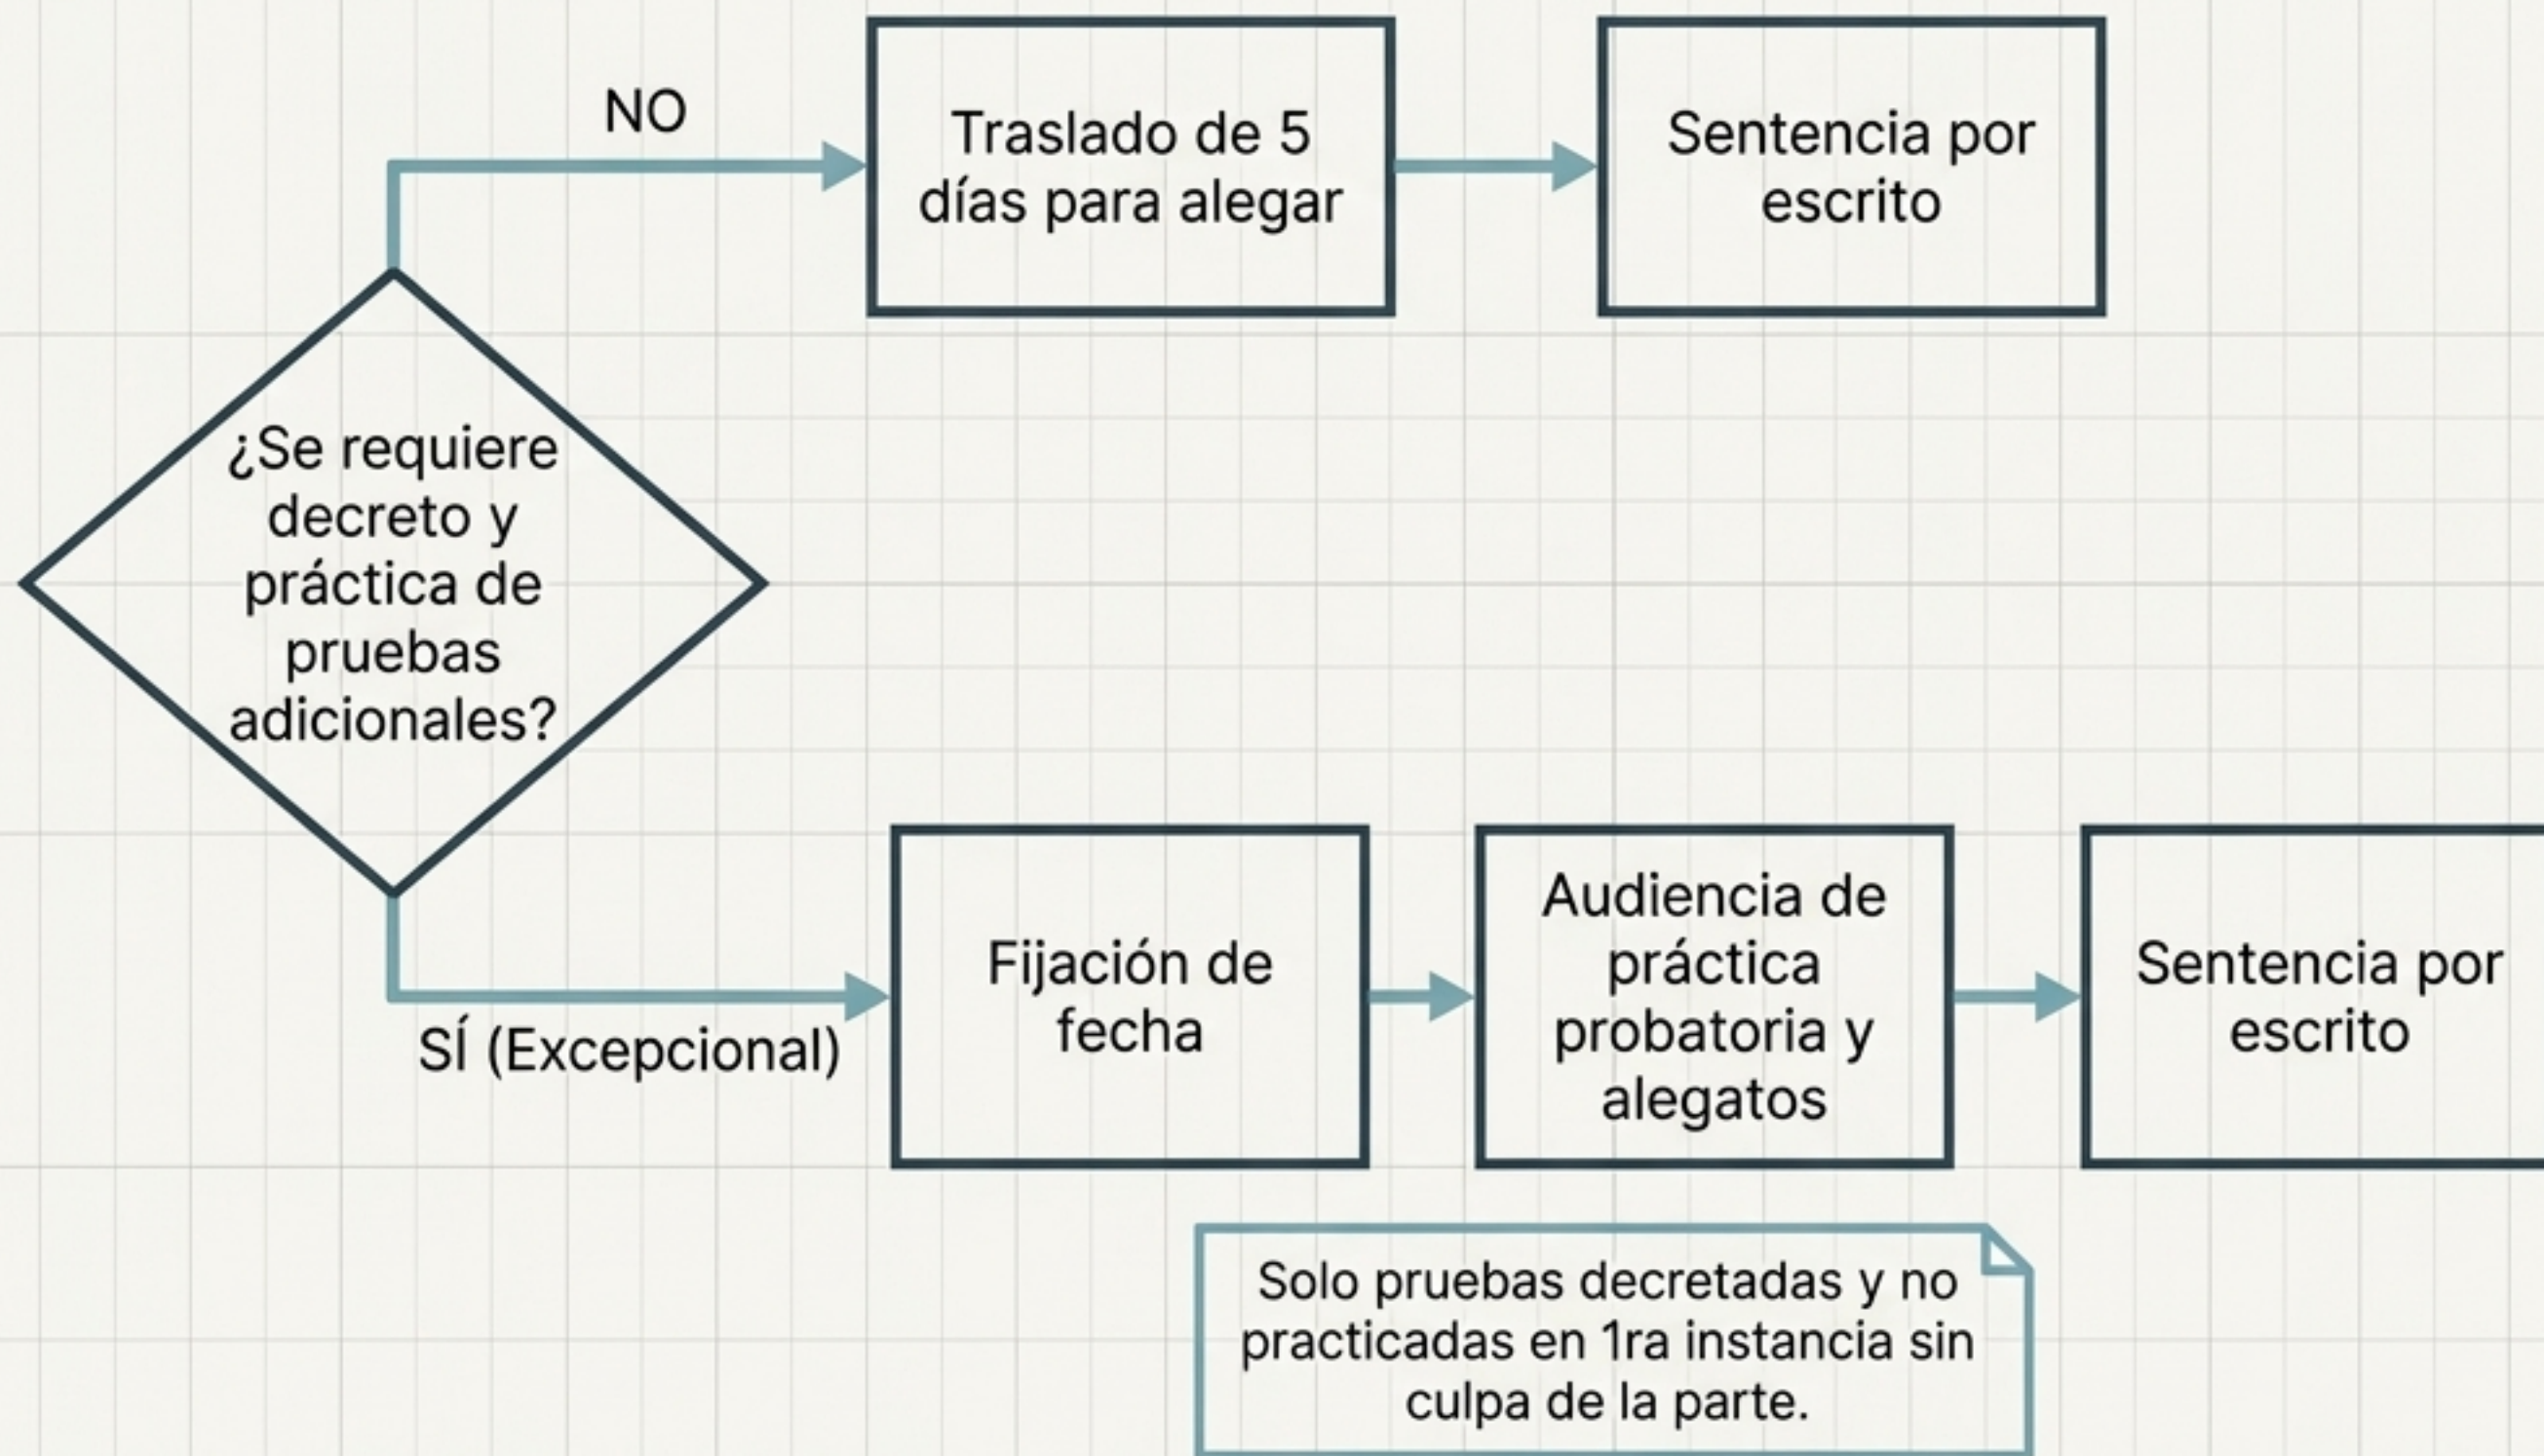 NO
Traslado de 5
días para alegar
Sentencia por
escrito
¿Se requiere
decreto y
práctica de
pruebas
adicionales?
SÍ (Excepcional)
Fijación de
fecha
Audiencia de
práctica
probatoria y
alegatos
Sentencia por
escrito
Solo pruebas decretadas y no
practicadas en 1ra instancia sin
culpa de la parte.